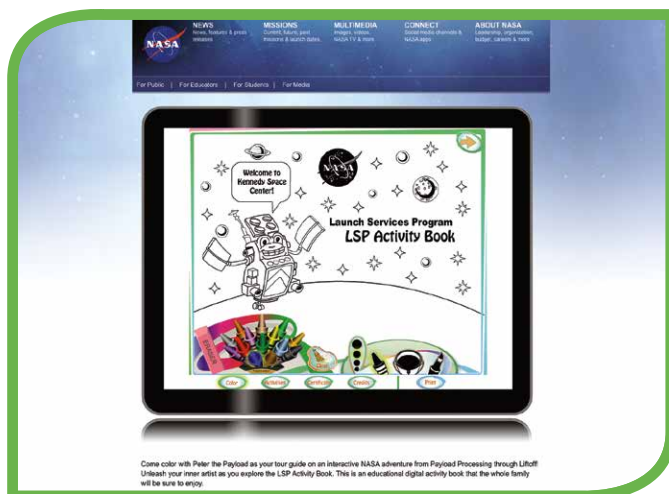 NEWS
News, features & press
releases
MISSIONS
Current, future, past
missions & launch dates
MULTIMEDIA
Images, videos,
NASA TV & more
CONNECT
Social media channels &
NASA apps
ABOUT NASA
Leadership, organization,
budget, careers & more
NASA
For Public | For Educators | For Students | For Media
Welcome to
Kennedy Space
Center!
NASA
Launch Services Program
LSP Activity Book
ERASER
Color
Activities
Certificate
Credits
Print
Come color with Peter the Payload as your tour guide on an interactive NASA adventure from Payload Processing through Liftoff!
Unleash your inner artist as you explore the LSP Activity Book. This is an educational digital activity book that the whole family
will be sure to enjoy.